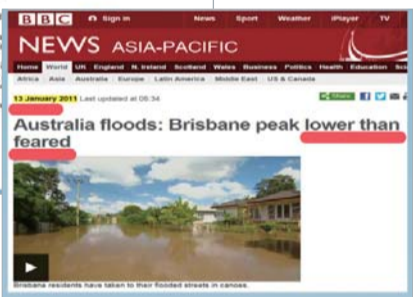 BBC Sign in News Sport Weather iPlayer TV
NEWS ASIA-PACIFIC
Home World UK England N. Ireland Scotland Wales Business Politics Health Education
Africa Asia Australia Europe Latin America Middle East US & Canada
13 January 2011 Last updated at 09:34
Share
Australia floods: Brisbane peak lower than
feared
Brisbane residents have taken to their flooded streets in canoes.